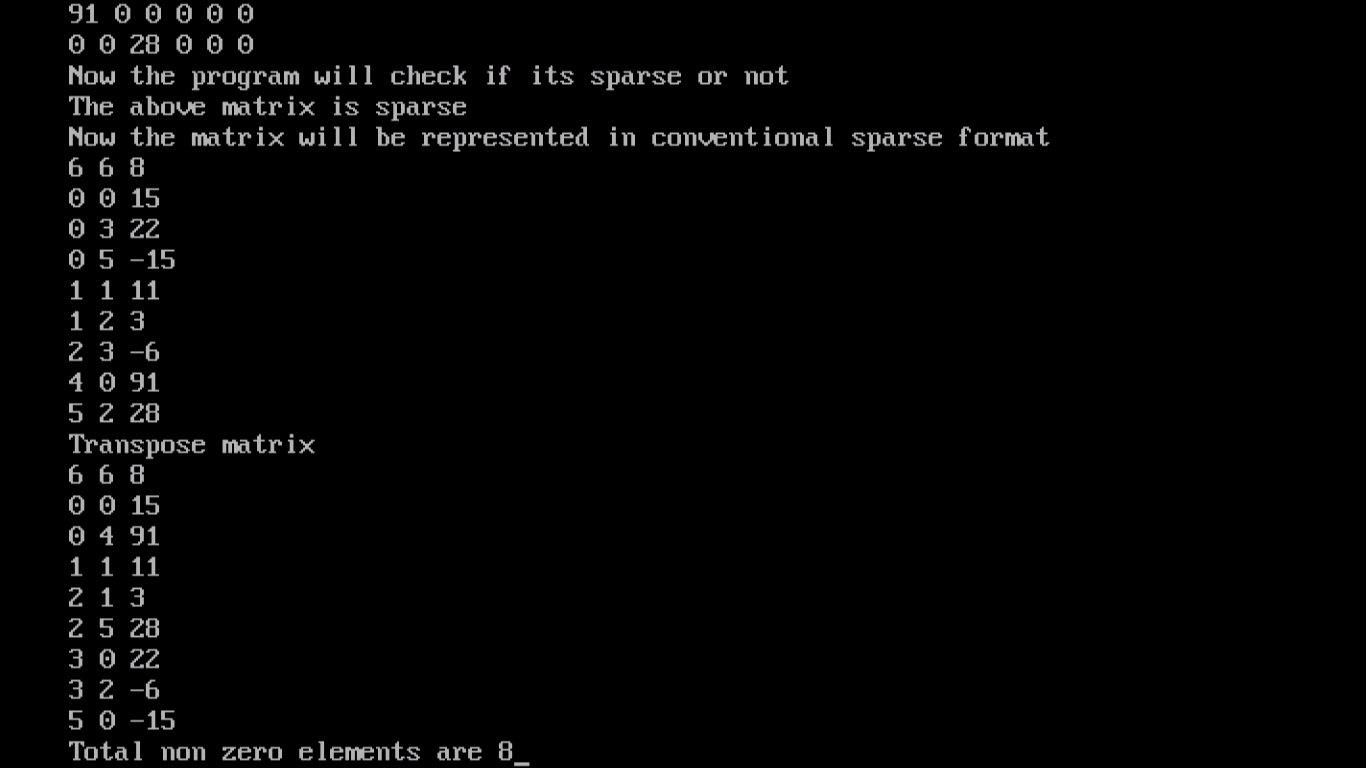 91 0 0 0 0 0
0 0 28 0 0 0
Now the program will check if its sparse or not
The above matrix is sparse
Now the matrix will be represented in conventional sparse format
6 6 8
0 0 15
0 3 22
0 5 -15
1 1 11
1 2 3
2 3 -6
4 0 91
5 2 28
Transpose matrix
6 6 8
0 0 15
0 4 91
1 1 11
2 1 3
2 5 28
3 0 22
3 2 -6
5 0 -15
Total non zero elements are 8_